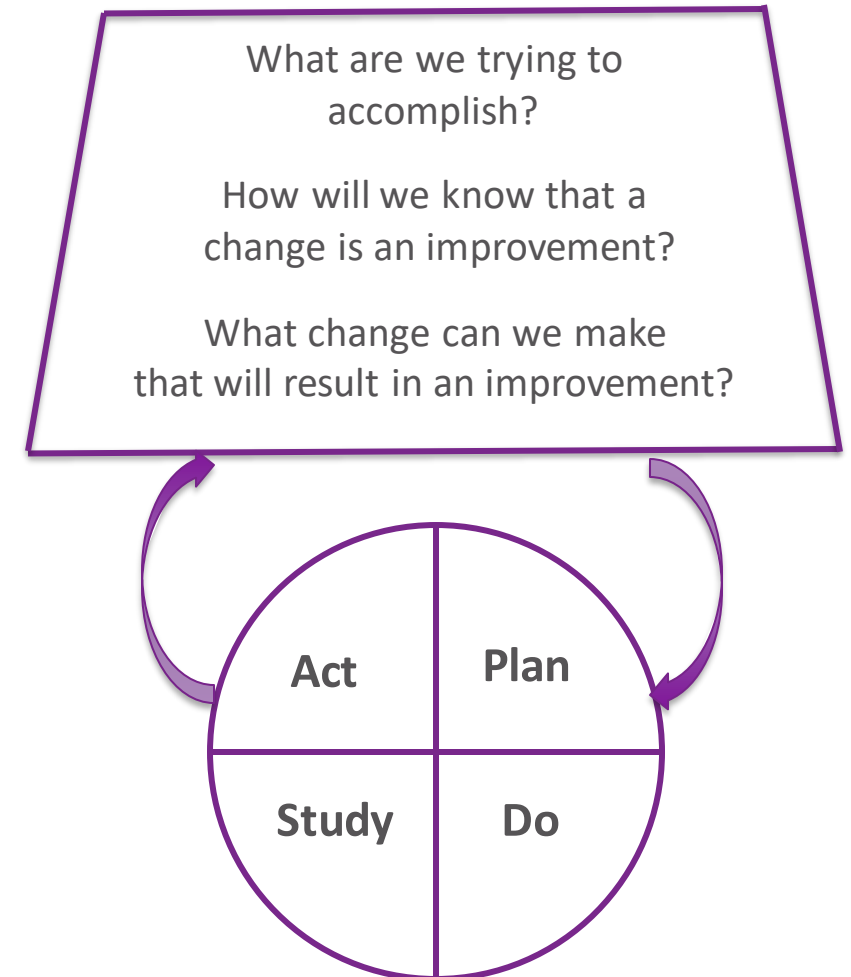 What are we trying to
accomplish?
How will we know that a
change is an improvement?
What change can we make
that will result in an improvement?
Act
Plan
Study
Do